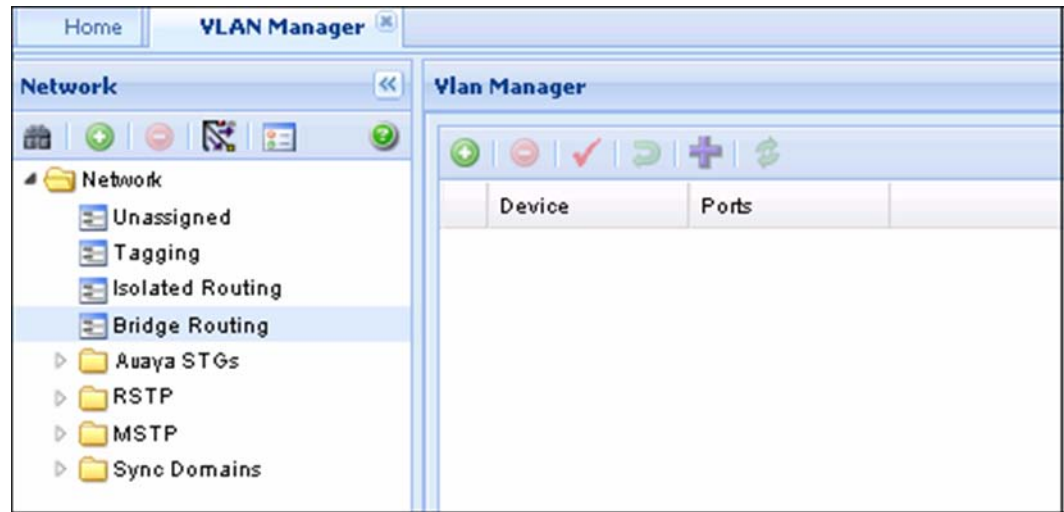 Home
VLAN Manager
Network
Vlan Manager
Network
Unassigned
Tagging
Isolated Routing
Bridge Routing
Auaya STGs
RSTP
MSTP
Sync Domains
Device
Ports